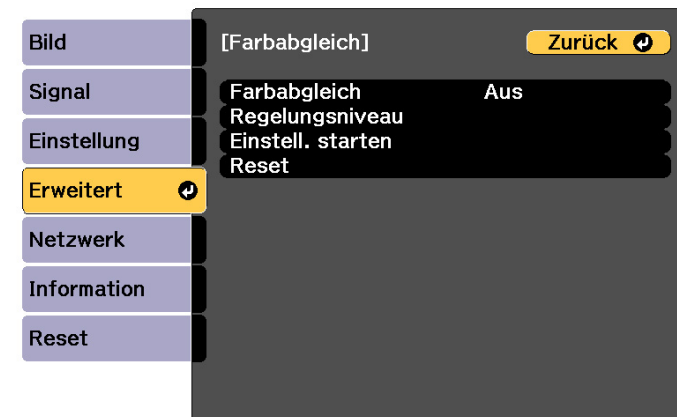 Bild
Signal
Einstellung
Erweitert
Netzwerk
Information
Reset
[Farbabgleich] Zurück
Farbabgleich Aus
Regelungsniveau
Einstell. starten
Reset